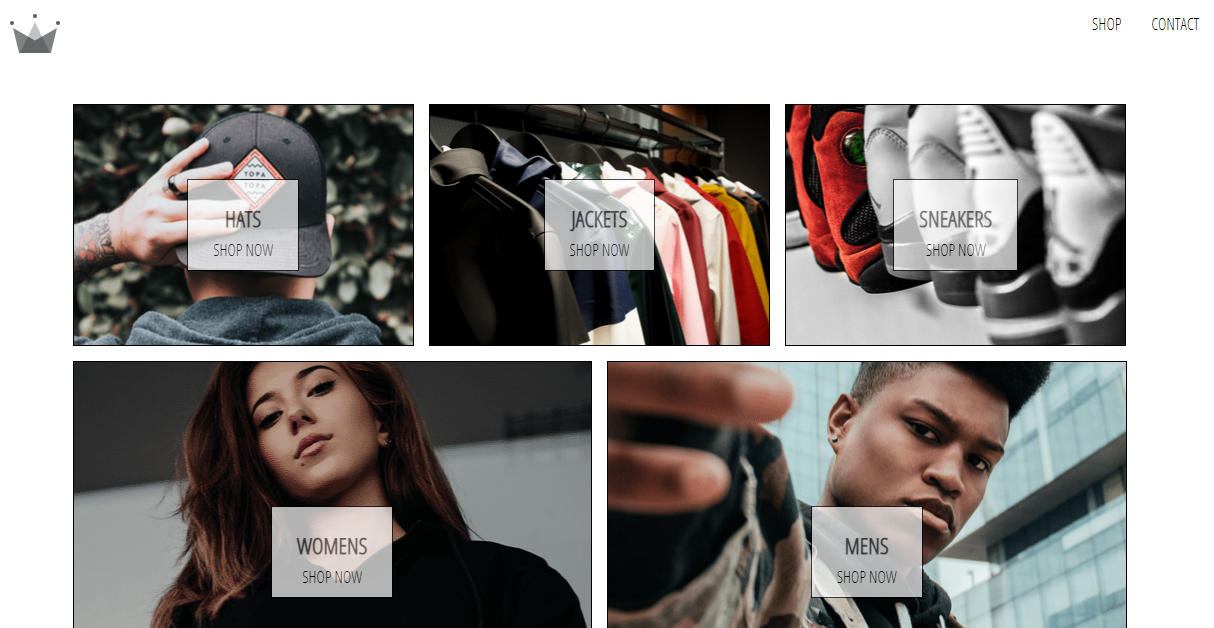 SHOP
CONTACT
TOPA
TOPA
HATS
SHOP NOW
JACKETS
SHOP NOW
SNEAKERS
SHOP NOW
WOMENS
SHOP NOW
MENS
SHOP NOW